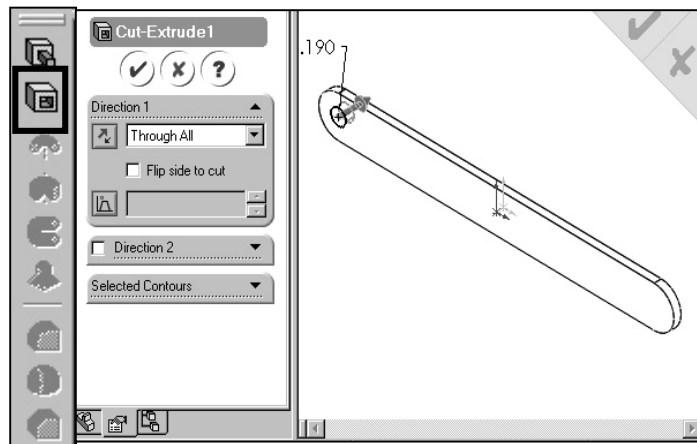 Cut-Extrude1
?
Direction 1
Through All
Flip side to cut
Direction 2
Selected Contours
.190